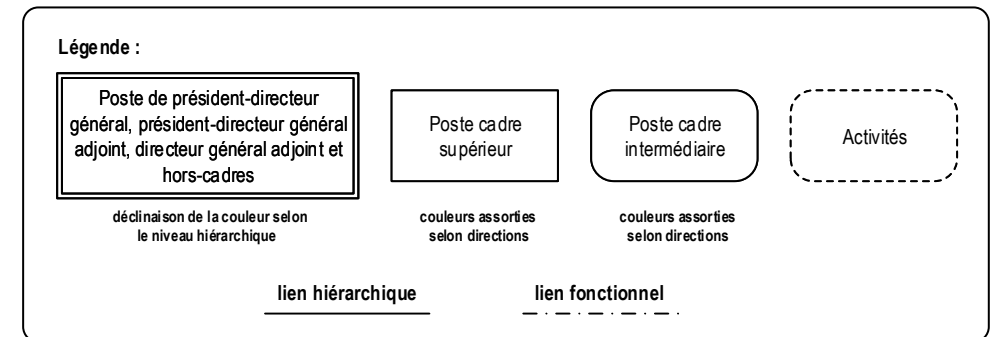 Légende :
Poste de président-directeur
général, président-directeur général
adjoint, directeur général adjoint et
hors-cadres
Poste cadre
supérieur
Poste cadre
intermédiaire
Activités
déclinaison de la couleur selon
le niveau hiérarchique
couleurs assorties
selon directions
couleurs assorties
selon directions
lien hiérarchique
lien fonctionnel